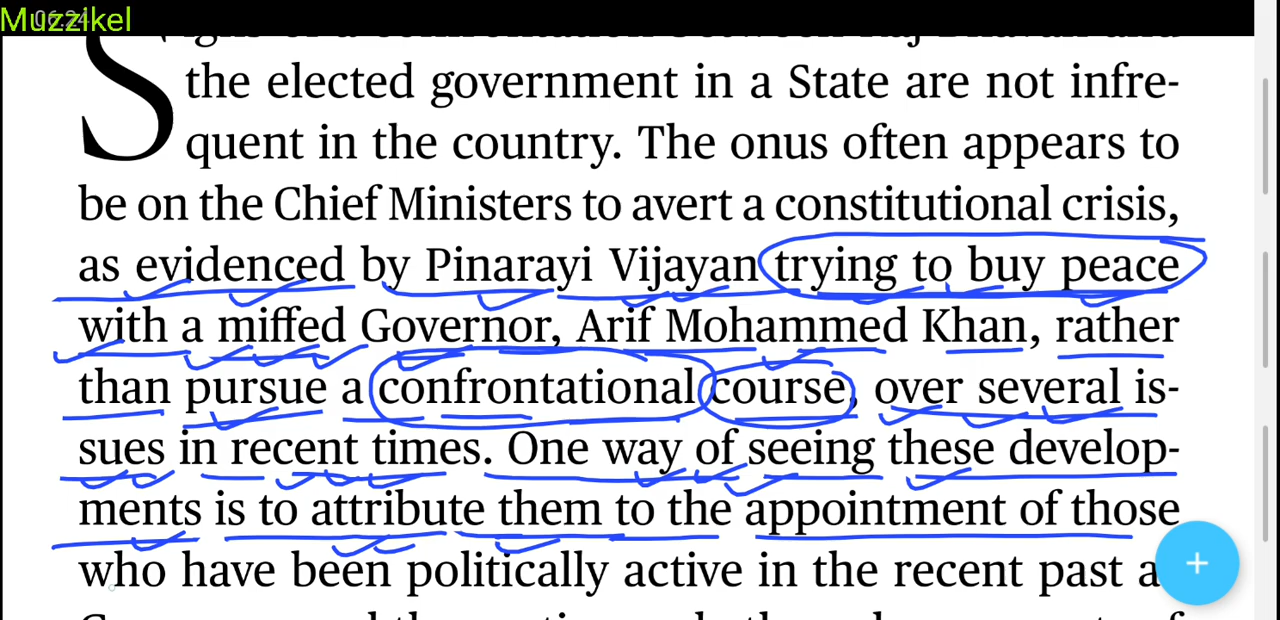 Muzzikel
06:24
S
the elected government in a State are not infre-
quent in the country. The onus often appears to
be on the Chief Ministers to avert a constitutional crisis,
as evidenced by Pinarayi Vijayan trying to buy peace
with a miffed Governor, Arif Mohammed Khan, rather
than pursue a confrontational course, over several is-
sues in recent times. One way of seeing these develop-
ments is to attribute them to the appointment of those
who have been politically active in the recent past
+